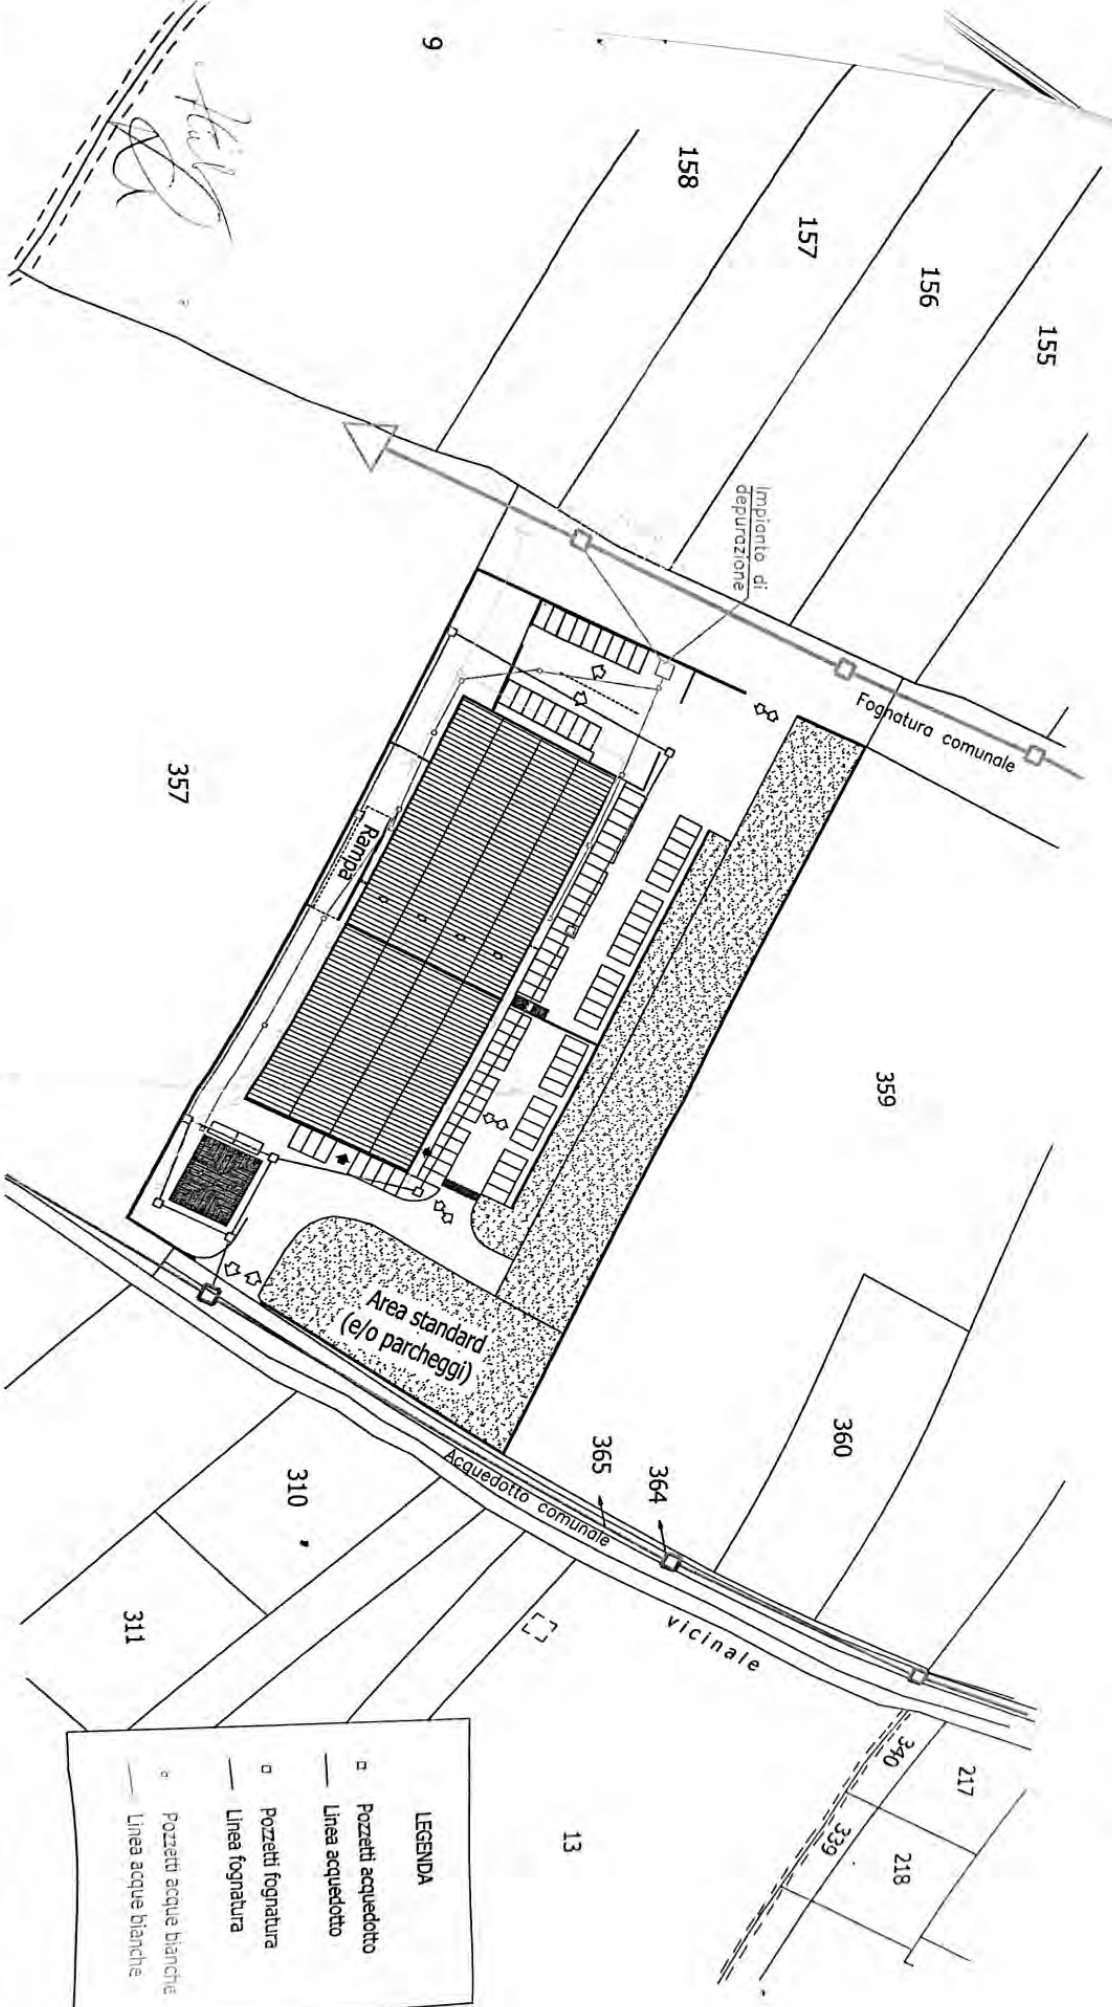 9
158
157
156
155
Impianto di
depurazione
Fognatura comunale
357
Rampa
359
Area standard
(e/o parcheggi)
360
365
364
Acquedotto comunale
vicinale
310
311
340
339
217
218
13
LEGENDA
Pozzetti acquedotto
Linea acquedotto
Pozzetti fognatura
Linea fognatura
Pozzetti acque bianche
Linea acque bianche